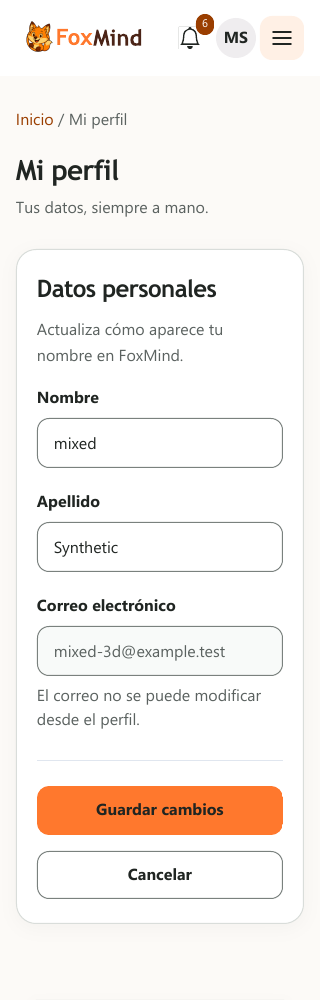 FoxMind
6
MS
Inicio / Mi perfil
Mi perfil
Tus datos, siempre a mano.
Datos personales
Actualiza cómo aparece tu
nombre en FoxMind.
Nombre
mixed
Apellido
Synthetic
Correo electrónico
mixed-3d@example.test
El correo no se puede modificar
desde el perfil.
Guardar cambios
Cancelar